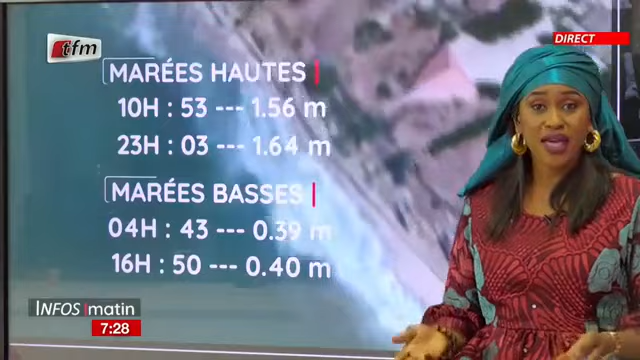 tfm
DIRECT
MARÉES HAUTES
10H : 53 --- 1.56 m
23H : 03 --- 1.64 m
MARÉES BASSES
04H : 43 --- 0.39 m
16H : 50 --- 0.40 m
INFOS matin
7:28